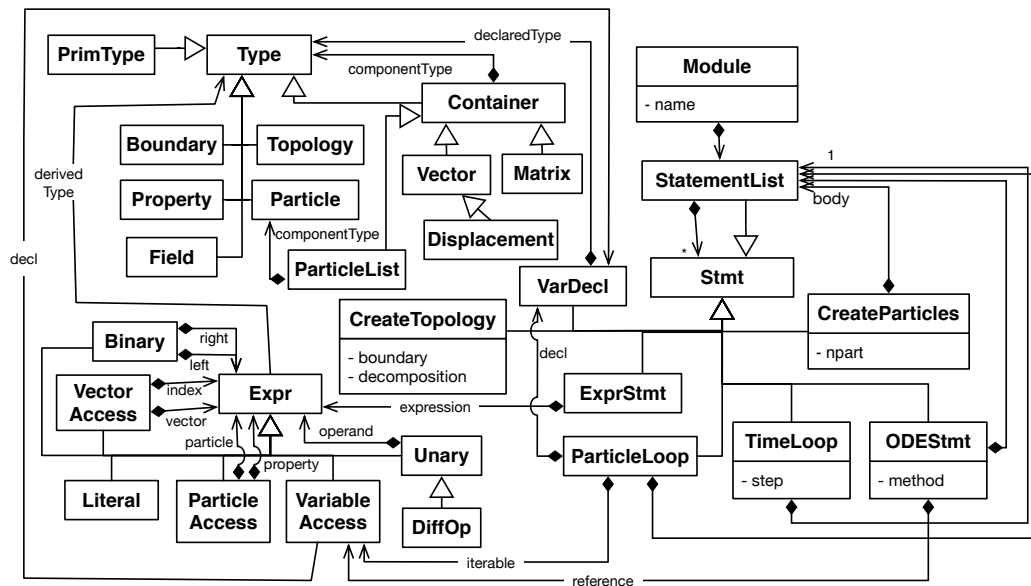 PrimType
Type
declaredType
Module
- name
componentType
Container
Boundary
Topology
1
derived
Type
Vector
Matrix
StatementList
body
Property
Particle
componentType
Displacement
Field
ParticleList
*
decl
VarDecl
Stmt
CreateTopology
- boundary
- decomposition
CreateParticles
- npart
Binary
right
left
decl
Vector
Access
index
vector
Expr
expression
ExprStmt
particle
operand
property
Unary
ParticleLoop
TimeLoop
- step
ODEStmt
- method
Literal
Particle
Access
Variable
Access
DiffOp
iterable
reference